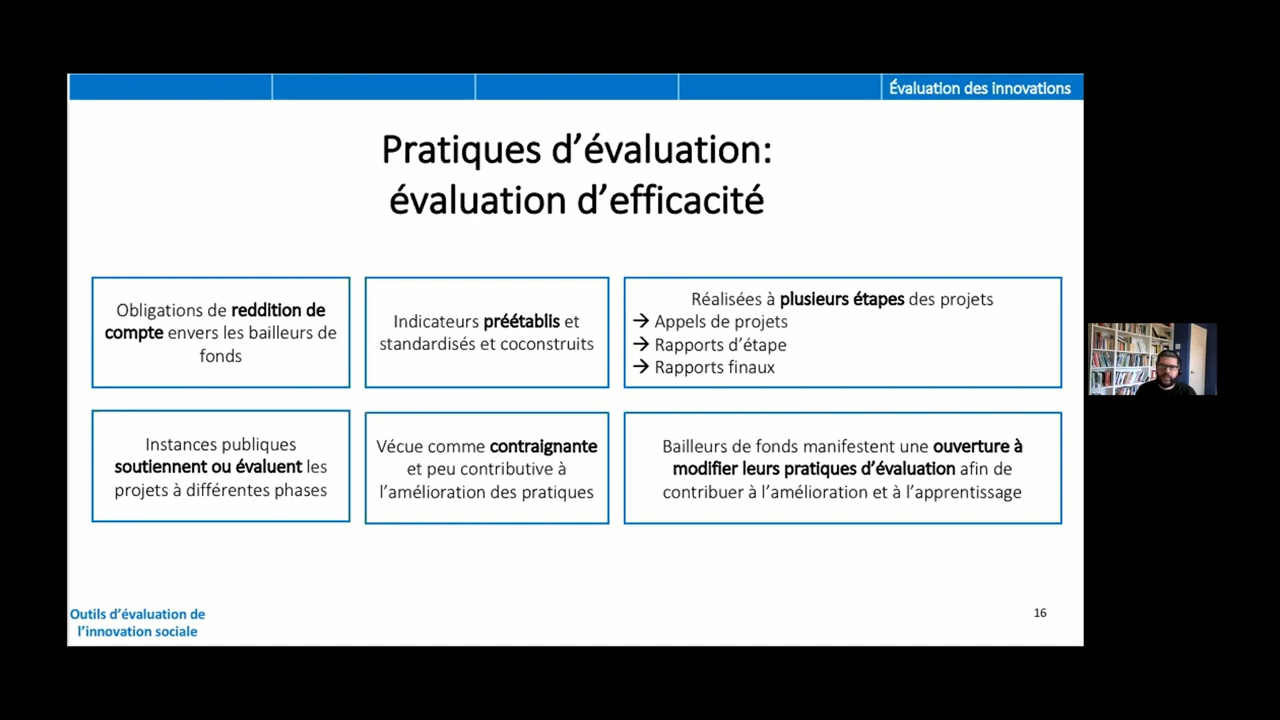 Évaluation des innovations
Pratiques d’évaluation:
évaluation d’efficacité
Obligations de reddition de
compte envers les bailleurs de
fonds
Indicateurs préétablis et
standardisés et coconstruits
Réalisées à plusieurs étapes des projets
→ Appels de projets
→ Rapports d’étape
→ Rapports finaux
Instances publiques
soutiennent ou évaluent les
projets à différentes phases
Vécue comme contraignante
et peu contributive à
l’amélioration des pratiques
Bailleurs de fonds manifestent une ouverture à
modifier leurs pratiques d’évaluation afin de
contribuer à l’amélioration et à l’apprentissage
Outils d’évaluation de
l’innovation sociale
16